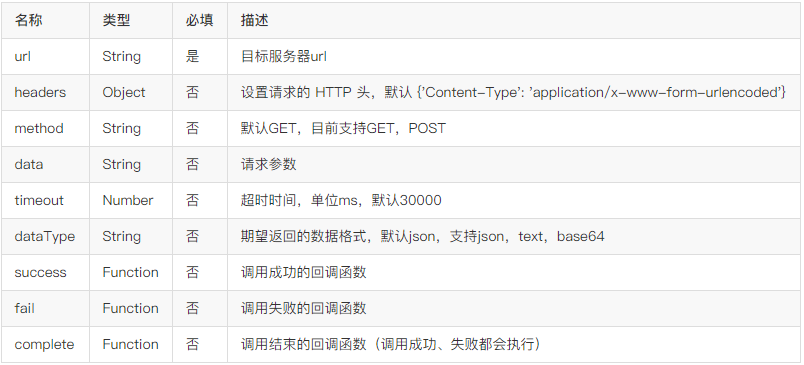 名称 类型 必填 描述
url String 是 目标服务器url
headers Object 否 设置请求的 HTTP 头，默认 {'Content-Type': 'application/x-www-form-urlencoded'}
method String 否 默认GET，目前支持GET，POST
data String 否 请求参数
timeout Number 否 超时时间，单位ms，默认30000
dataType String 否 期望返回的数据格式，默认json，支持json，text，base64
success Function 否 调用成功的回调函数
fail Function 否 调用失败的回调函数
complete Function 否 调用结束的回调函数（调用成功、失败都会执行）